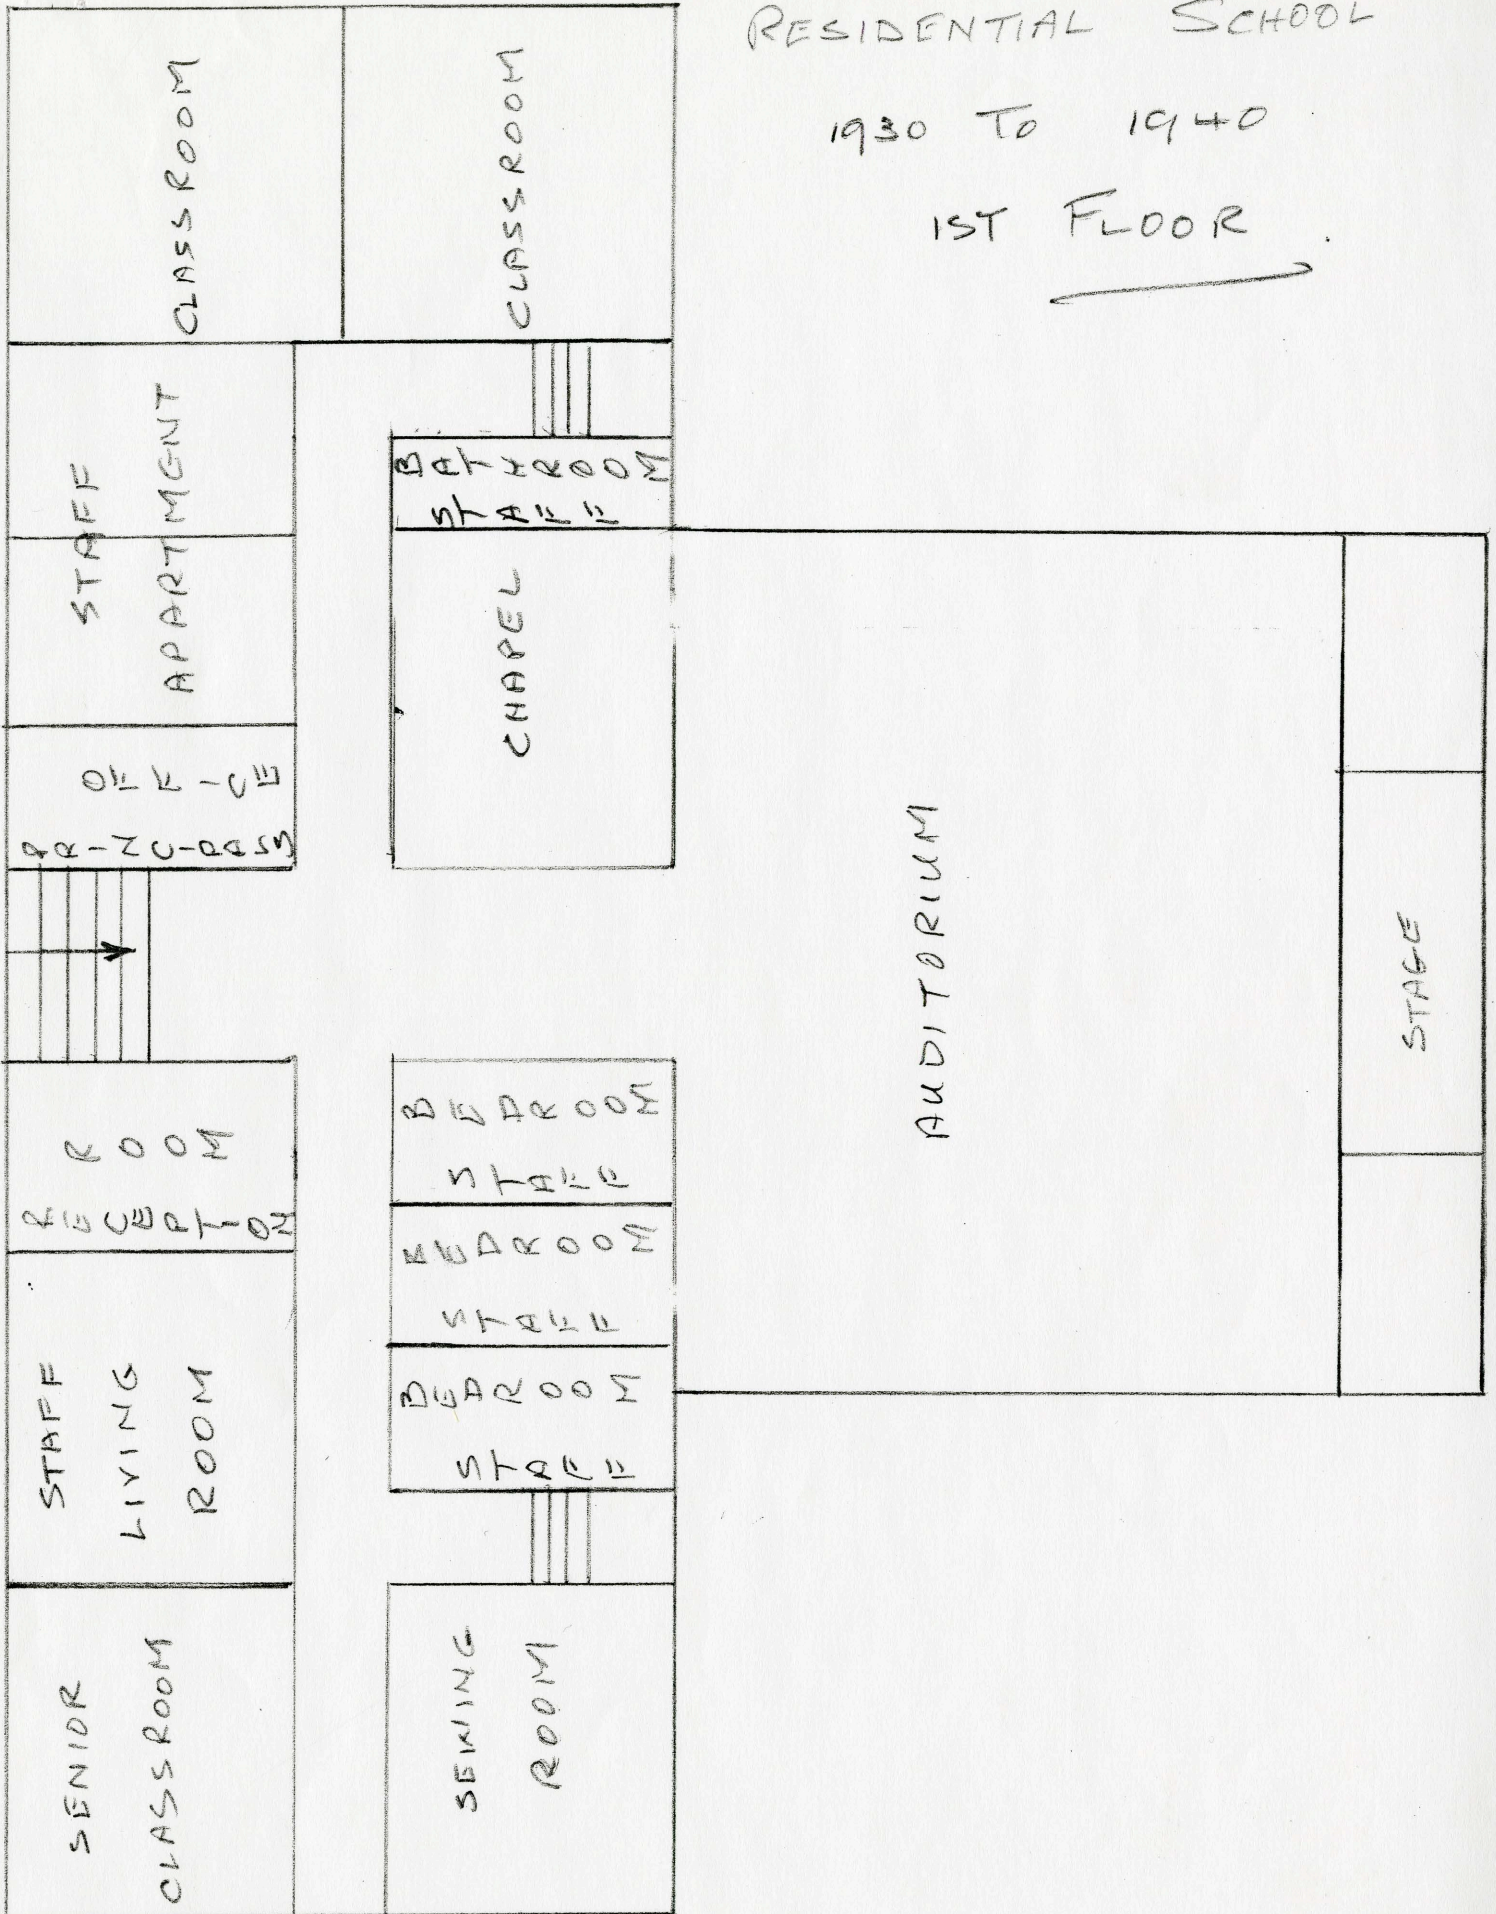 RESIDENTIAL SCHOOL
1930 TO 1940
1ST FLOOR
CLASSROOM
CLASSROOM
STAFF
APARTMENT
STAFF
BATHROOM
CHAPEL
PRINCIPALS
OFFICE
AUDITORIUM
STAGE
RECEPTION
ROOM
STAFF
BEDROOM
STAFF
BEDROOM
STAFF
BEDROOM
STAFF
LIVING
ROOM
SENIOR
CLASSROOM
SEWING
ROOM